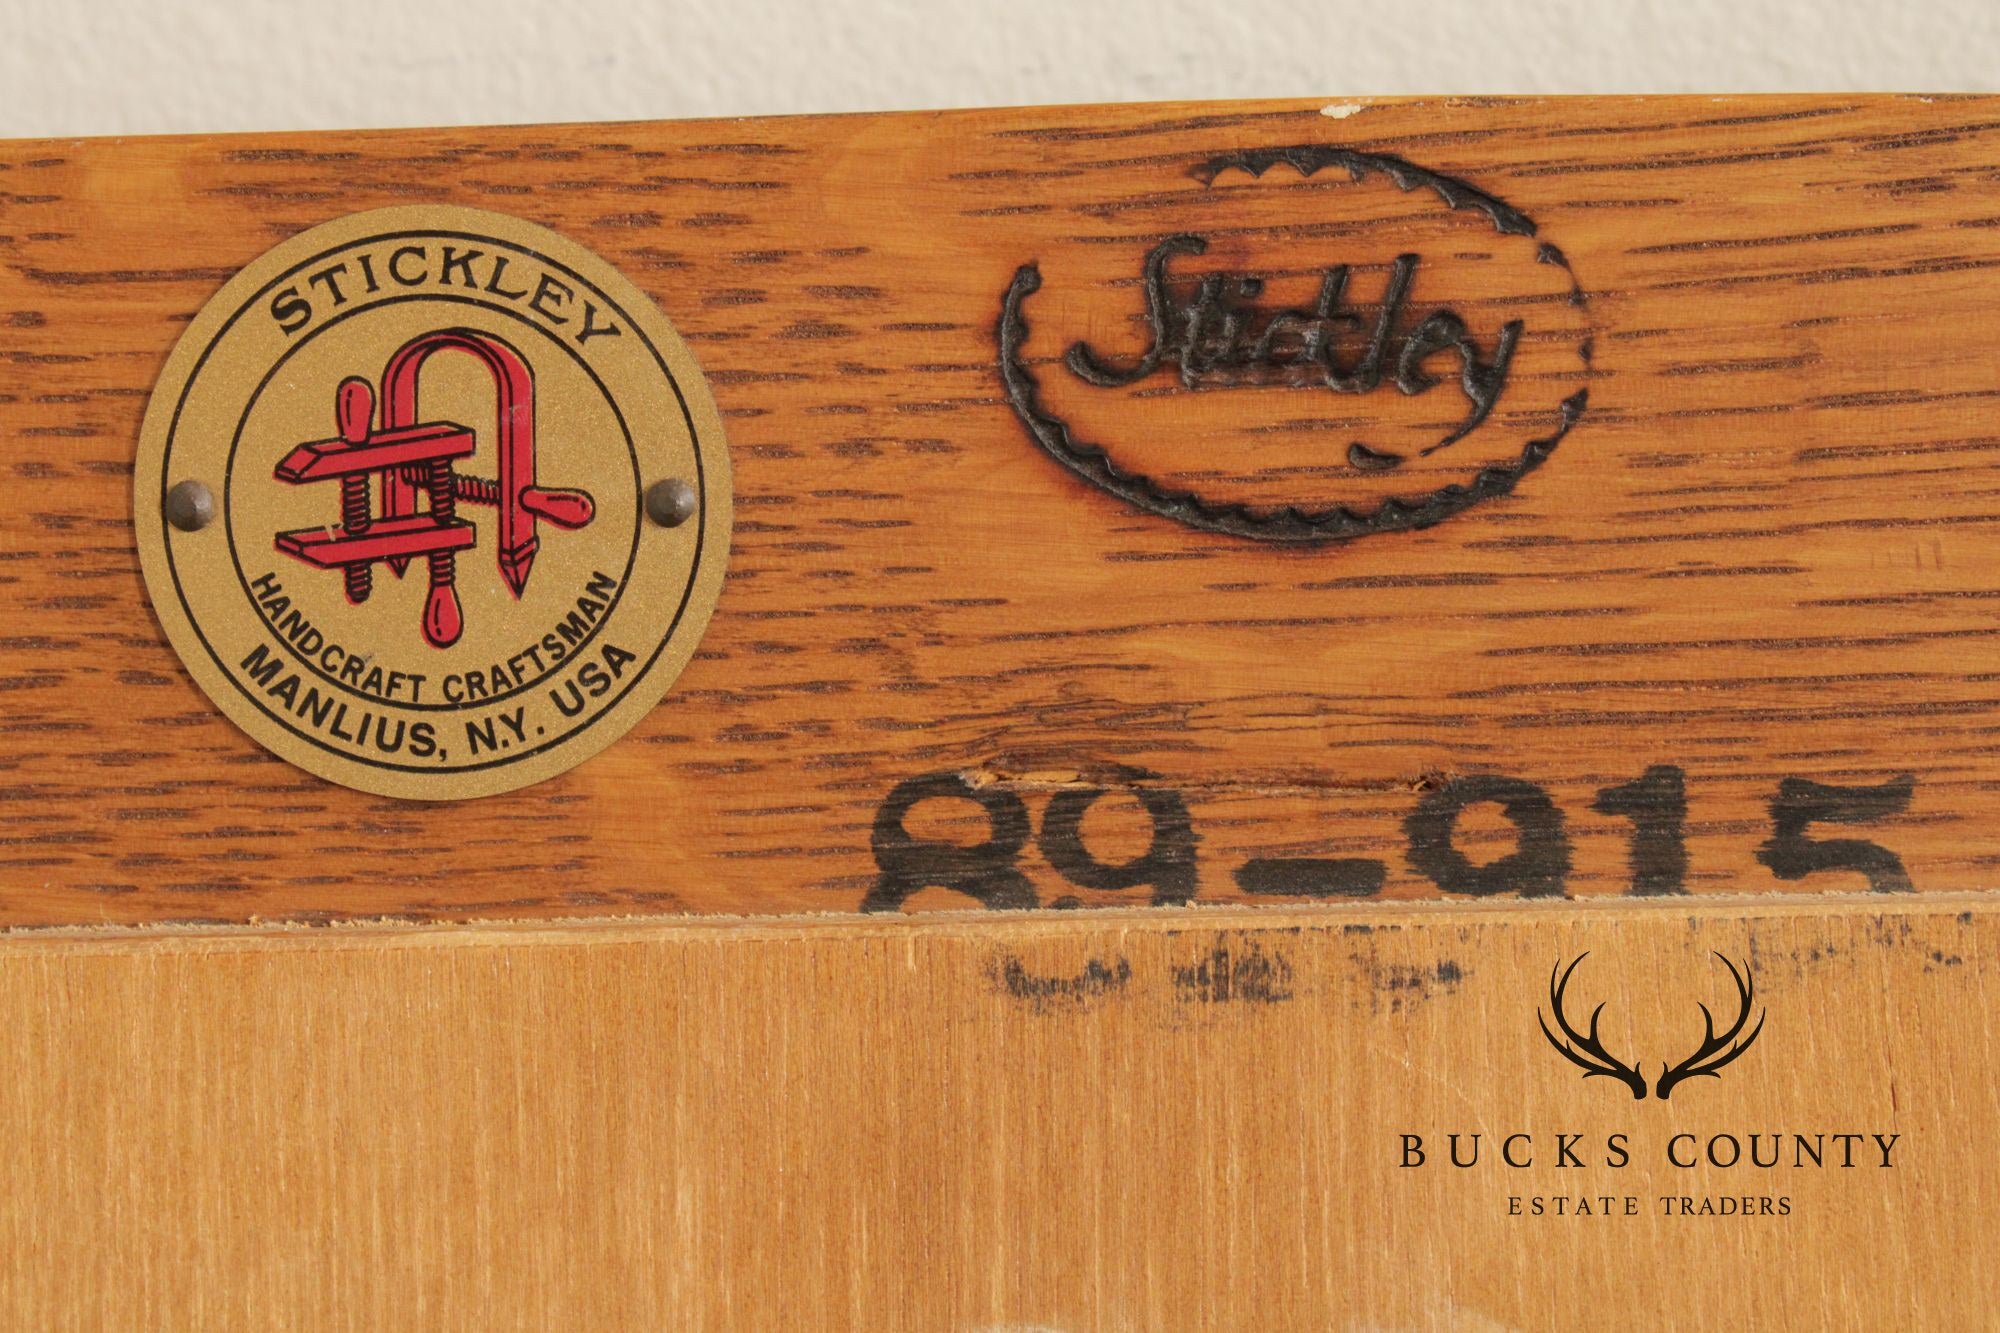 STICKLEY
HANDCRAFT CRAFTSMAN
MANLIUS, N.Y. USA
Stickley
89-915
BUCKS COUNTY
ESTATE TRADERS